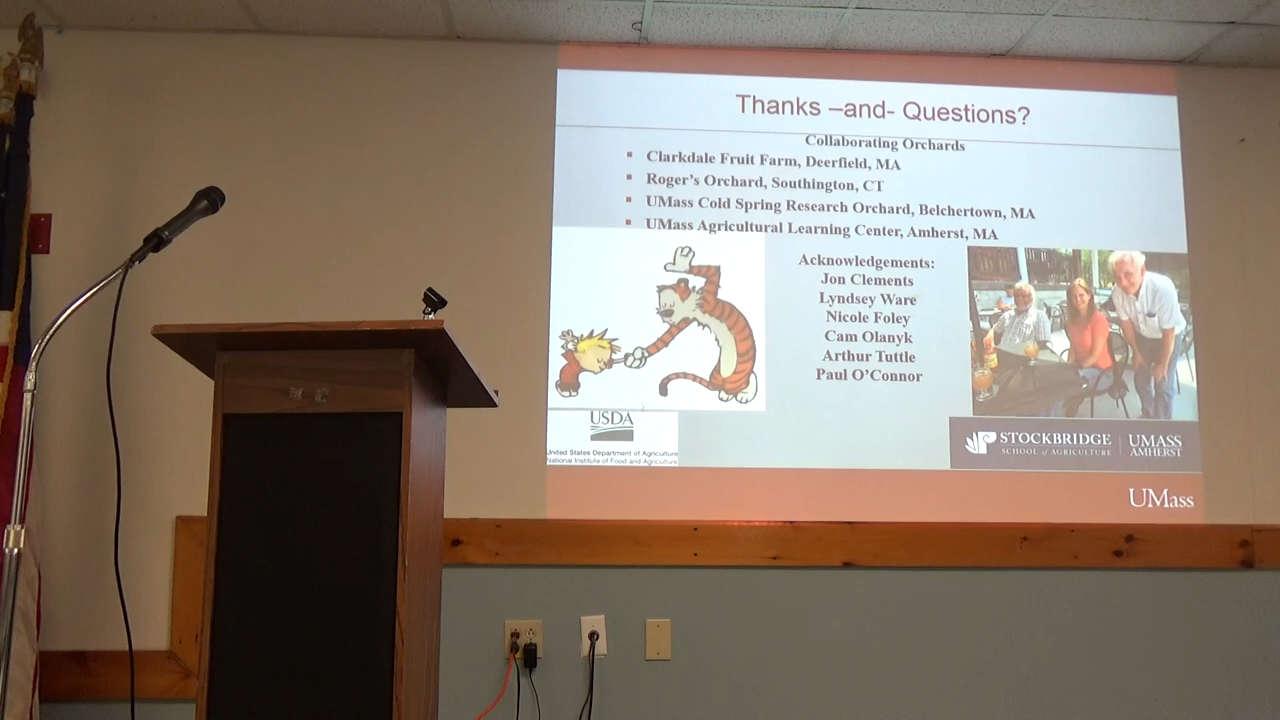 Thanks –and- Questions?
Collaborating Orchards
Clarkdale Fruit Farm, Deerfield, MA
Roger's Orchard, Southington, CT
UMass Cold Spring Research Orchard, Belchertown, MA
UMass Agricultural Learning Center, Amherst, MA
Acknowledgements:
Jon Clements
Lyndsey Ware
Nicole Foley
Cam Olanyk
Arthur Tuttle
Paul O'Connor
USDA
United States Department of Agriculture
National Institute of Food and Agriculture
STOCKBRIDGE
SCHOOL of AGRICULTURE
UMASS
AMHERST
UMass